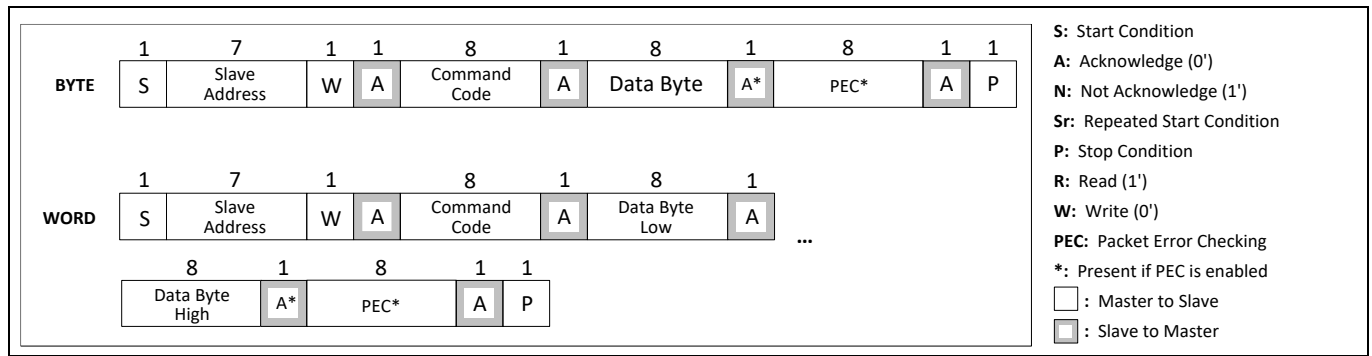 1 7 1 1 8 1 8 1 8 1 1
BYTE S Slave Address W A Command Code A Data Byte A* PEC* A P
1 7 1 8 1 8 1
WORD S Slave Address W A Command Code A Data Byte Low A ...
8 1 8 1 1
Data Byte High A* PEC* A P
S: Start Condition
A: Acknowledge (0')
N: Not Acknowledge (1')
Sr: Repeated Start Condition
P: Stop Condition
R: Read (1')
W: Write (0')
PEC: Packet Error Checking
*: Present if PEC is enabled
: Master to Slave
: Slave to Master